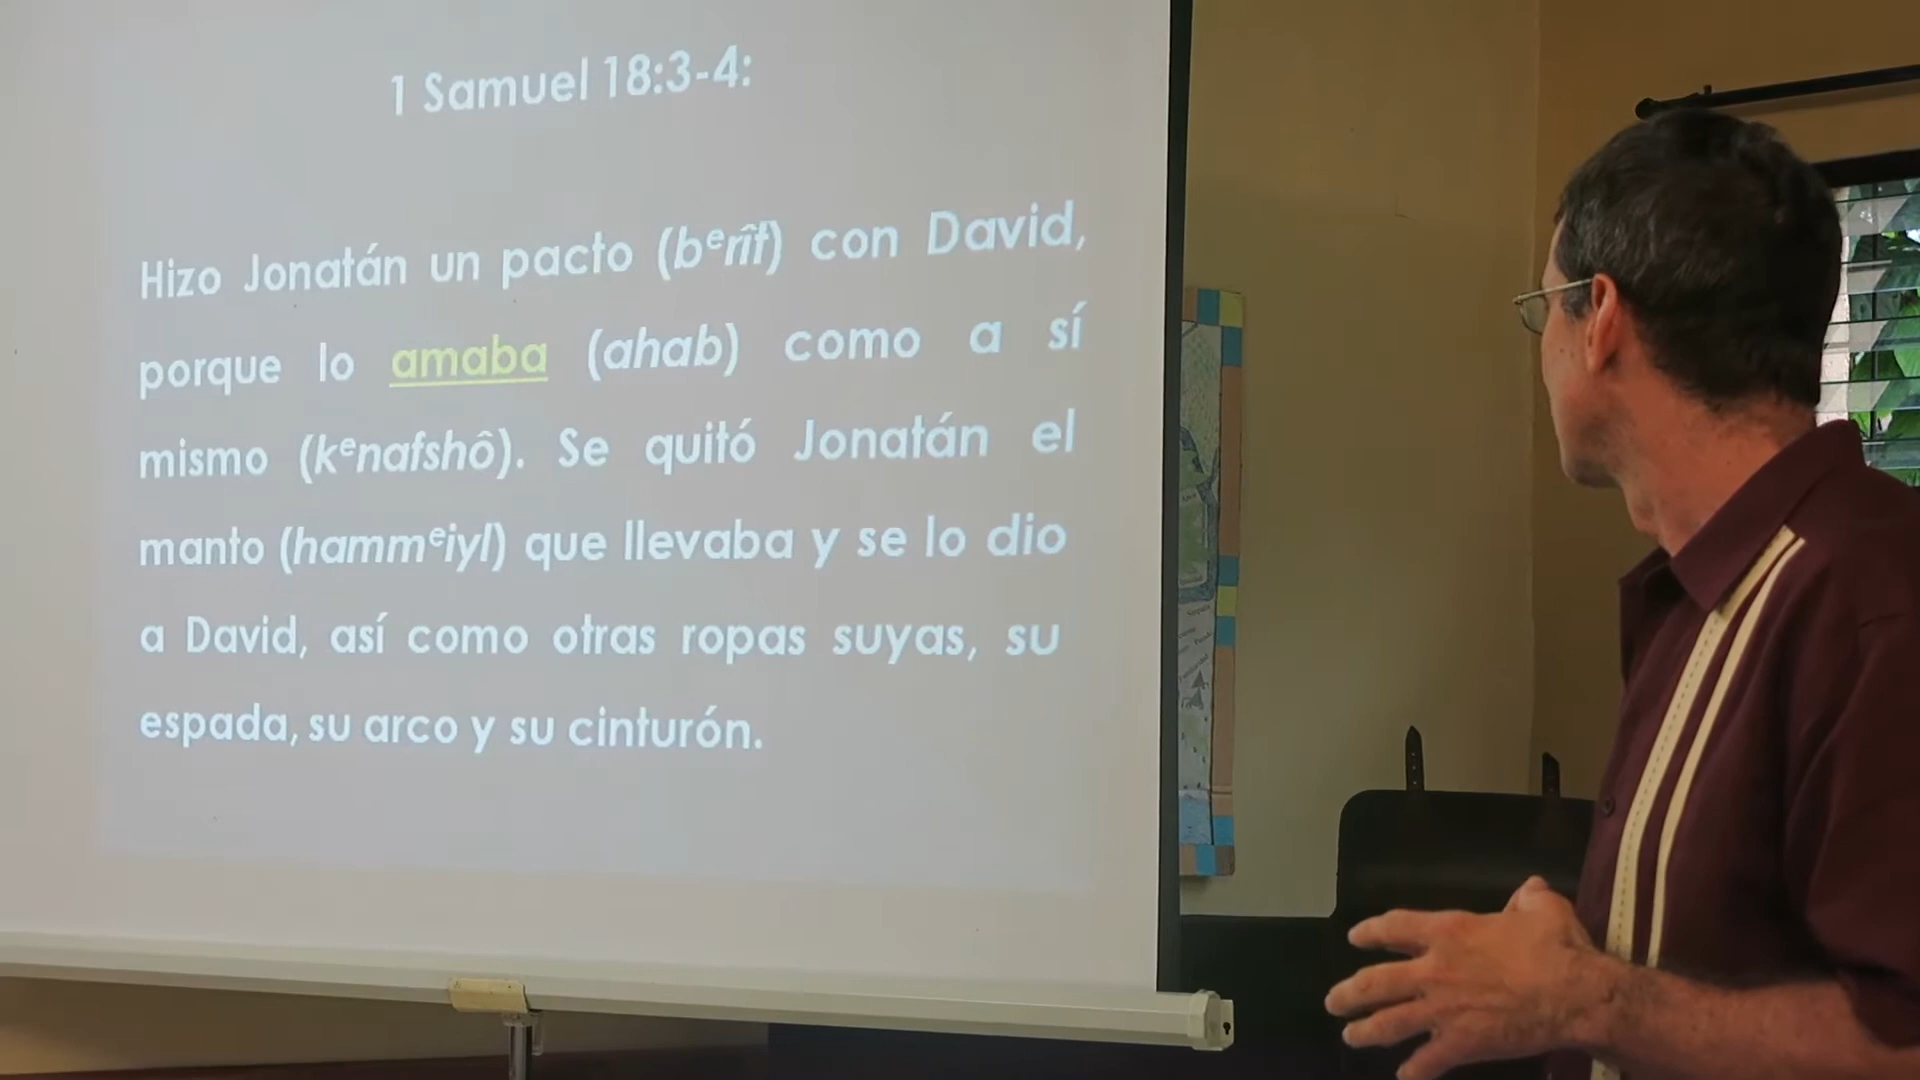 1 Samuel 18:3-4:
Hizo Jonatán un pacto (bᵉrît) con David,
porque lo amaba (ahab) como a sí
mismo (kᵉnafshô). Se quitó Jonatán el
manto (hammᵉiyl) que llevaba y se lo dio
a David, así como otras ropas suyas, su
espada, su arco y su cinturón.